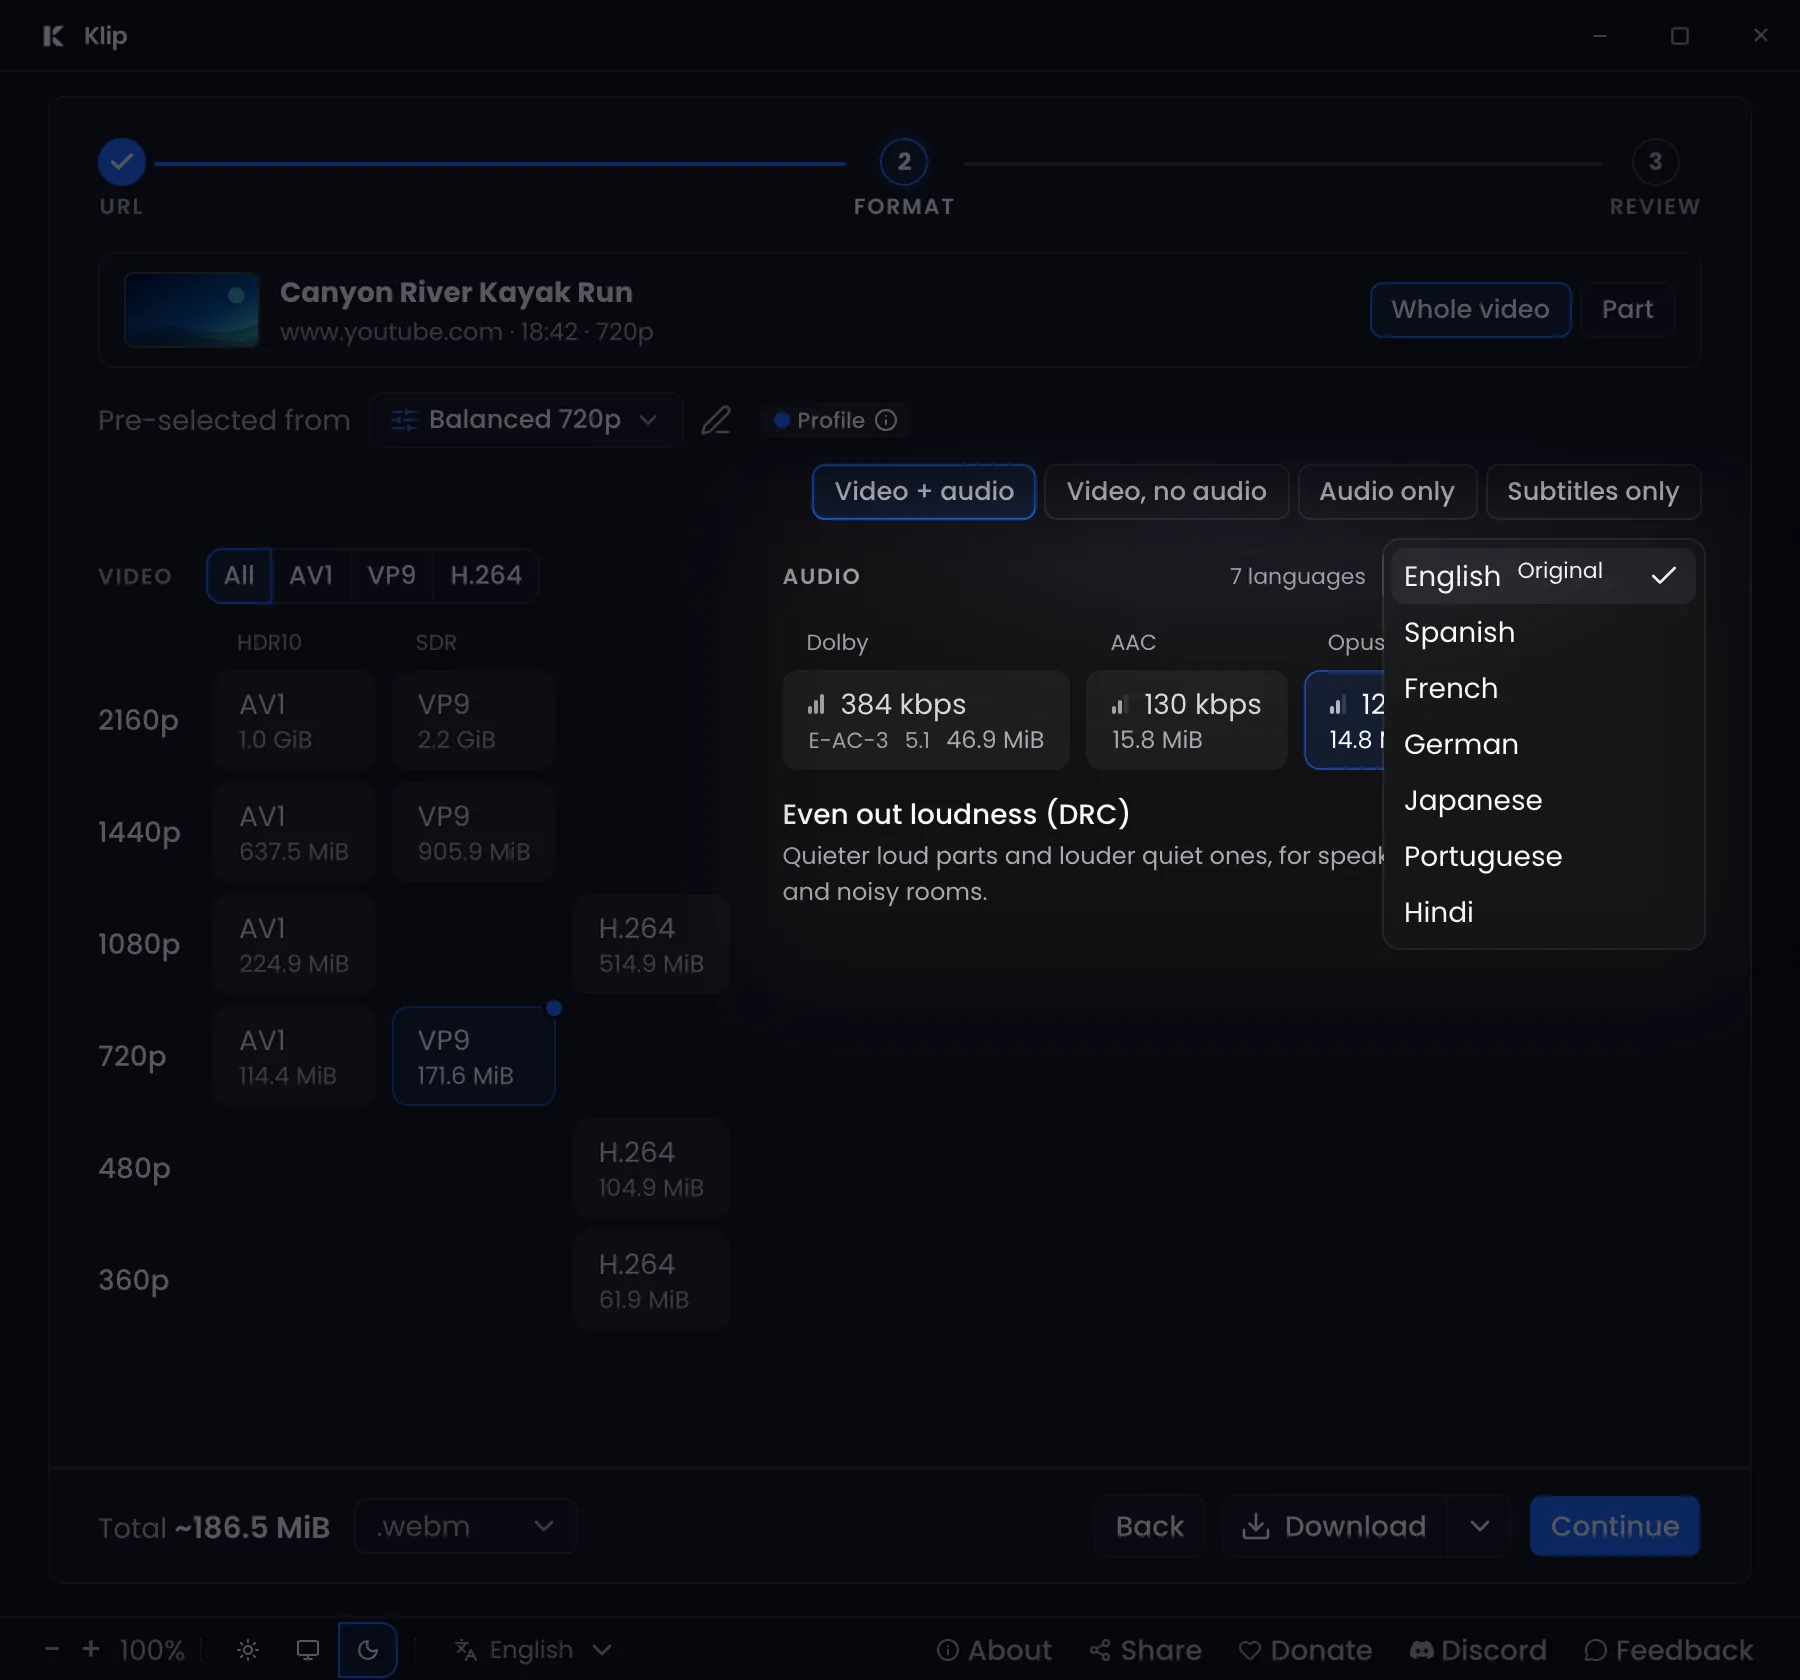 Klip
2
3
URL
FORMAT
REVIEW
Canyon River Kayak Run
www.youtube.com · 18:42 · 720p
Whole video
Part
Pre-selected from
Balanced 720p
Profile
Video + audio
Video, no audio
Audio only
Subtitles only
VIDEO
All
AV1
VP9
H.264
HDR10
SDR
2160p
AV1
1.0 GiB
VP9
2.2 GiB
1440p
AV1
637.5 MiB
VP9
905.9 MiB
1080p
AV1
224.9 MiB
H.264
514.9 MiB
720p
AV1
114.4 MiB
VP9
171.6 MiB
480p
H.264
104.9 MiB
360p
H.264
61.9 MiB
AUDIO
7 languages
Dolby
AAC
Opus
384 kbps
E-AC-3 5.1 46.9 MiB
130 kbps
15.8 MiB
14.8
Even out loudness (DRC)
Quieter loud parts and louder quiet ones, for
and noisy rooms.
English Original
Spanish
French
German
Japanese
Portuguese
Hindi
Total ~186.5 MiB
.webm
Back
Download
Continue
100%
English
About
Share
Donate
Discord
Feedback